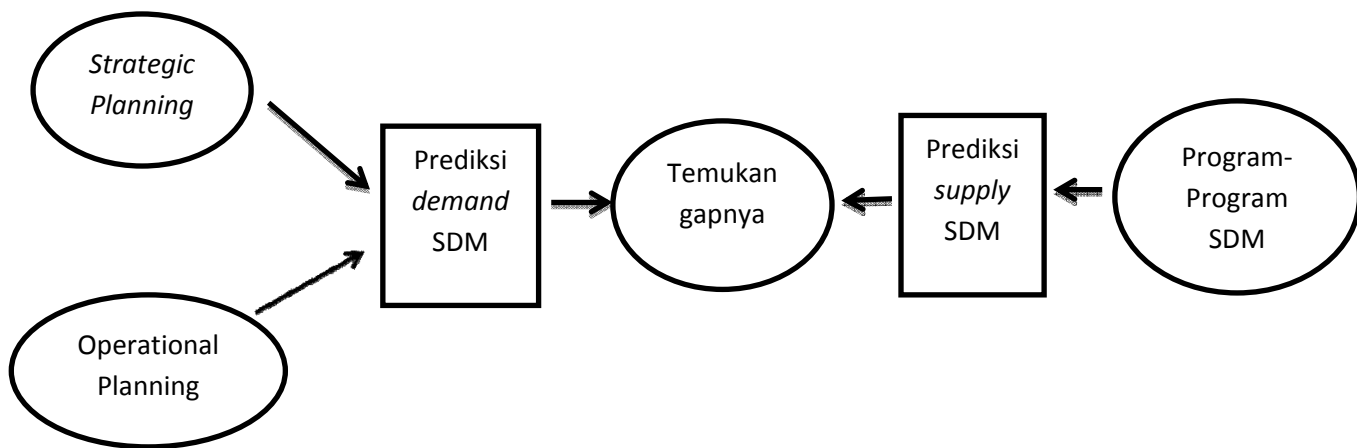 Strategic
Planning
Operational
Planning
Prediksi
demand
SDM
Temukan
gapnya
Prediksi
supply
SDM
Program-
Program
SDM